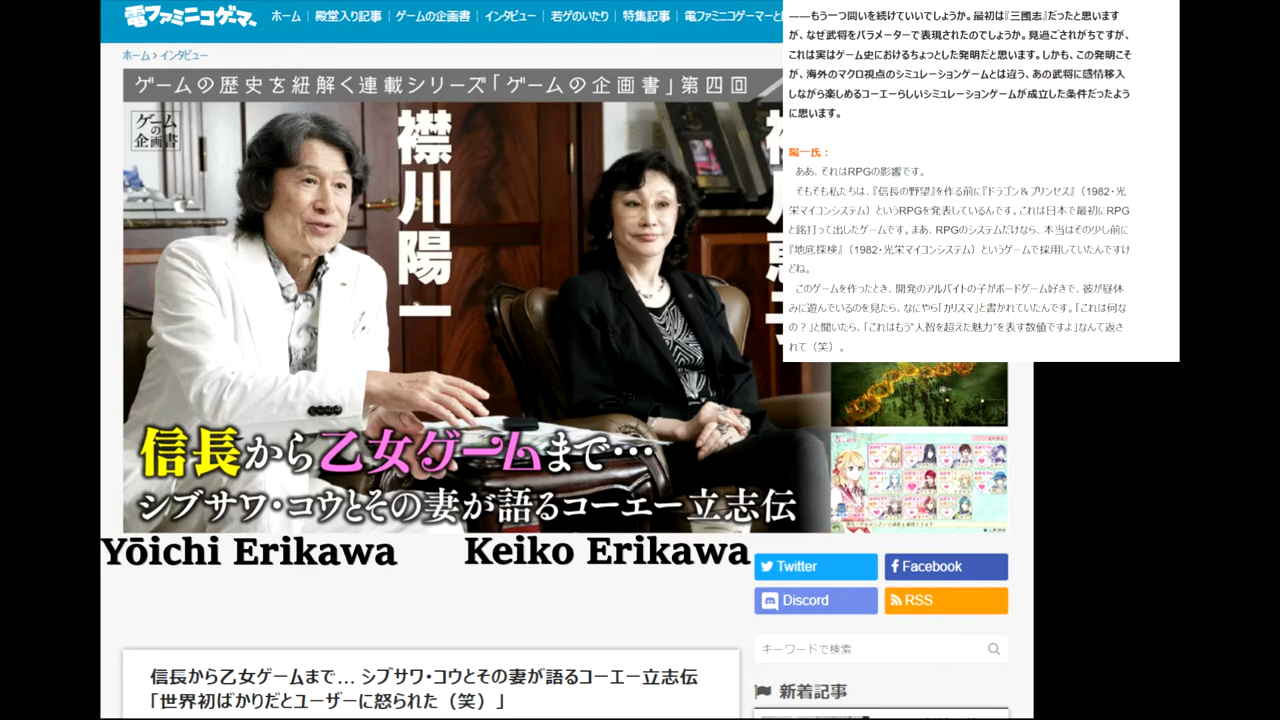 電ファミニコゲーマー
ホーム
殿堂入り記事
ゲームの企画書
インタビュー
若ゲのいたり
特集記事
電ファミニコゲーマーと
ホーム > インタビュー
ゲームの歴史を紐解く連載シリーズ「ゲームの企画書」第四回
ゲームの企画書
襟川陽一
信長から乙女ゲームまで…
シブサワ・コウとその妻が語るコーエー立志伝
Yōichi Erikawa
Keiko Erikawa
――もう一つ問いを続けていいでしょうか。最初は『三國志』だったと思います
が、なぜ武将をパラメーターで表現されたのでしょうか。見過ごされがちですが、
これは実はゲーム史におけるちょっとした発明だと思います。しかも、この発明こそ
が、海外のマクロ視点のシミュレーションゲームとは違う、あの武将に感情移入
しながら楽しめるコーエーらしいシミュレーションゲームが成立した条件だったよう
に思います。
陽一氏：
ああ、それはRPGの影響です。
そもそも私たちは、『信長の野望』を作る前に『ドラゴン＆プリンセス』（1982・光
栄マイコンシステム）というRPGを発表しているんです。これは日本で最初にRPG
と銘打って出したゲームです。まあ、RPGのシステムだけなら、本当はその少し前に
『地底探検』（1982・光栄マイコンシステム）というゲームで採用していたんですけ
どね。
このゲームを作ったとき、開発のアルバイトの子がボードゲーム好きで、彼が昼休
みに遊んでいるのを見たら、なにやら「カリスマ」と書かれていたんです。「これは何な
の？」と聞いたら、「これはもう“人智を超えた魅力”を表す数値ですよ」なんて返さ
れて（笑）。
Twitter
Facebook
Discord
RSS
キーワードで検索
新着記事
信長から乙女ゲームまで… シブサワ・コウとその妻が語るコーエー立志伝
「世界初ばかりだとユーザーに怒られた（笑）」